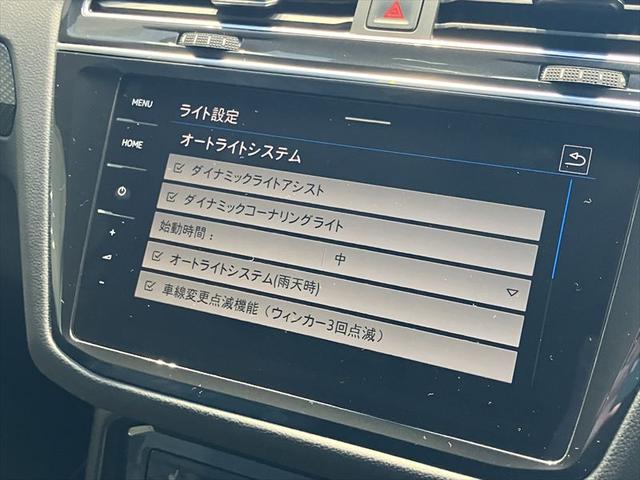 MENU
ライト設定
HOME
オートライトシステム
ダイナミックライトアシスト
ダイナミックコーナリングライト
始動時間：
中
オートライトシステム(雨天時)
車線変更点滅機能（ウィンカー3回点滅）
+
-